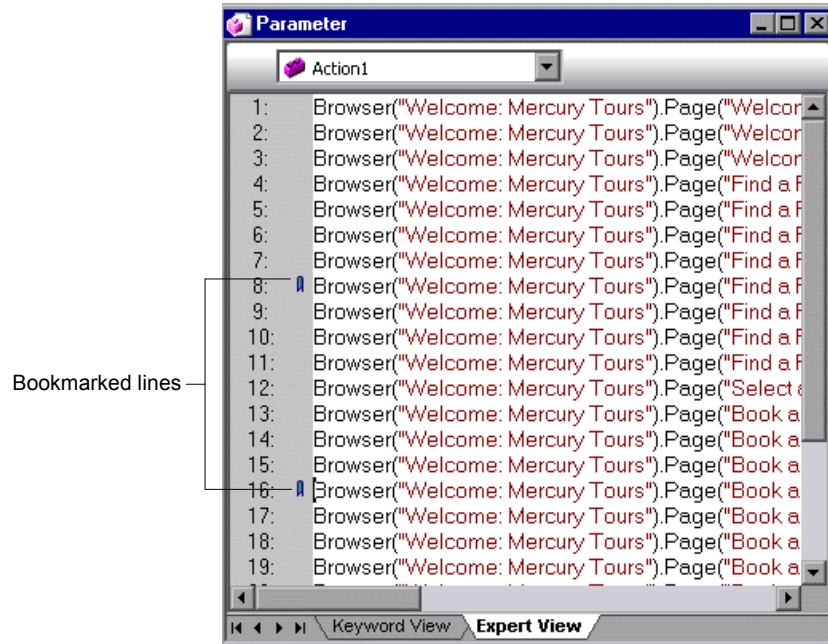 Parameter
Action1
1: Browser("Welcome: Mercury Tours").Page("Welcor
2: Browser("Welcome: Mercury Tours").Page("Welcor
3: Browser("Welcome: Mercury Tours").Page("Welcor
4: Browser("Welcome: Mercury Tours").Page("Find a F
5: Browser("Welcome: Mercury Tours").Page("Find a F
6: Browser("Welcome: Mercury Tours").Page("Find a F
7: Browser("Welcome: Mercury Tours").Page("Find a F
8: Browser("Welcome: Mercury Tours").Page("Find a F
9: Browser("Welcome: Mercury Tours").Page("Find a F
10: Browser("Welcome: Mercury Tours").Page("Find a F
11: Browser("Welcome: Mercury Tours").Page("Find a F
Bookmarked lines
12: Browser("Welcome: Mercury Tours").Page("Select a
13: Browser("Welcome: Mercury Tours").Page("Book a
14: Browser("Welcome: Mercury Tours").Page("Book a
15: Browser("Welcome: Mercury Tours").Page("Book a
16: Browser("Welcome: Mercury Tours").Page("Book a
17: Browser("Welcome: Mercury Tours").Page("Book a
18: Browser("Welcome: Mercury Tours").Page("Book a
19: Browser("Welcome: Mercury Tours").Page("Book a
Keyword View Expert View